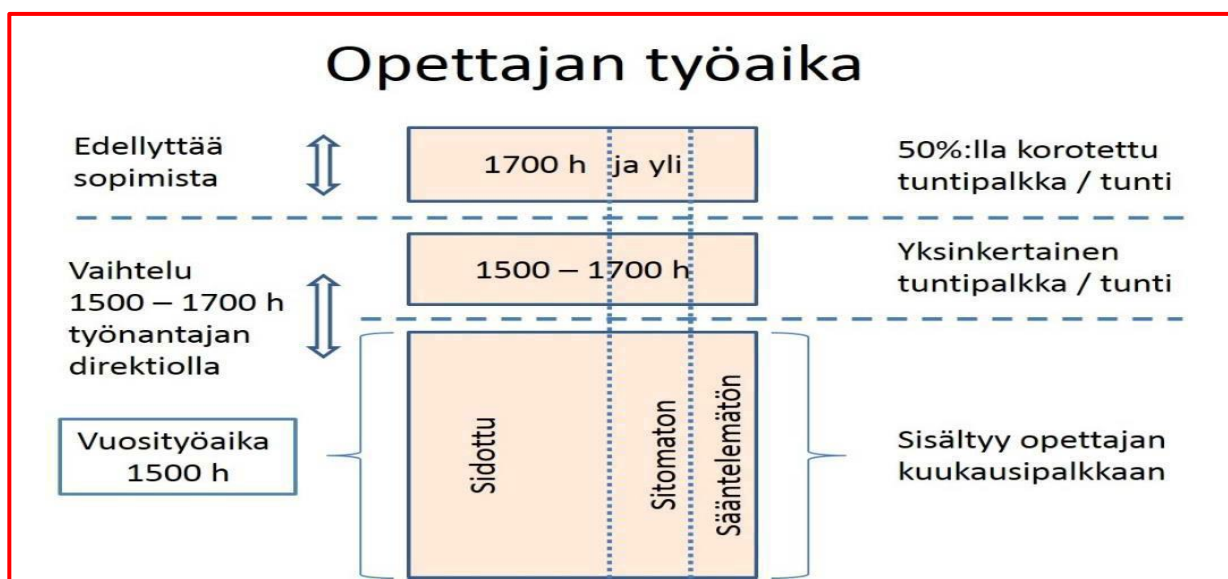 Opettajan työaika
Edellyttää
sopimista
1700 h ja yli
50%:lla korotettu
tuntipalkka / tunti
Vaihtelu
1500 – 1700 h
työnantajan
direktiolla
1500 – 1700 h
Yksinkertainen
tuntipalkka / tunti
Vuosityöaika
1500 h
Sidottu
Sitomaton
Sääntelemätön
Sisältyy opettajan
kuukausipalkkaan